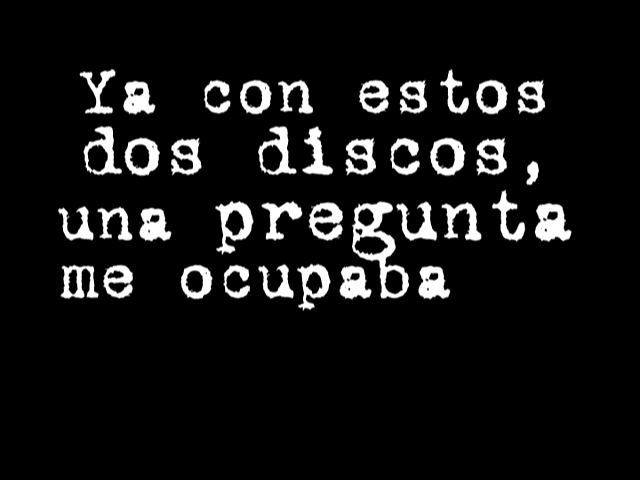 Ya con estos
dos discos,
una pregunta
me ocupaba